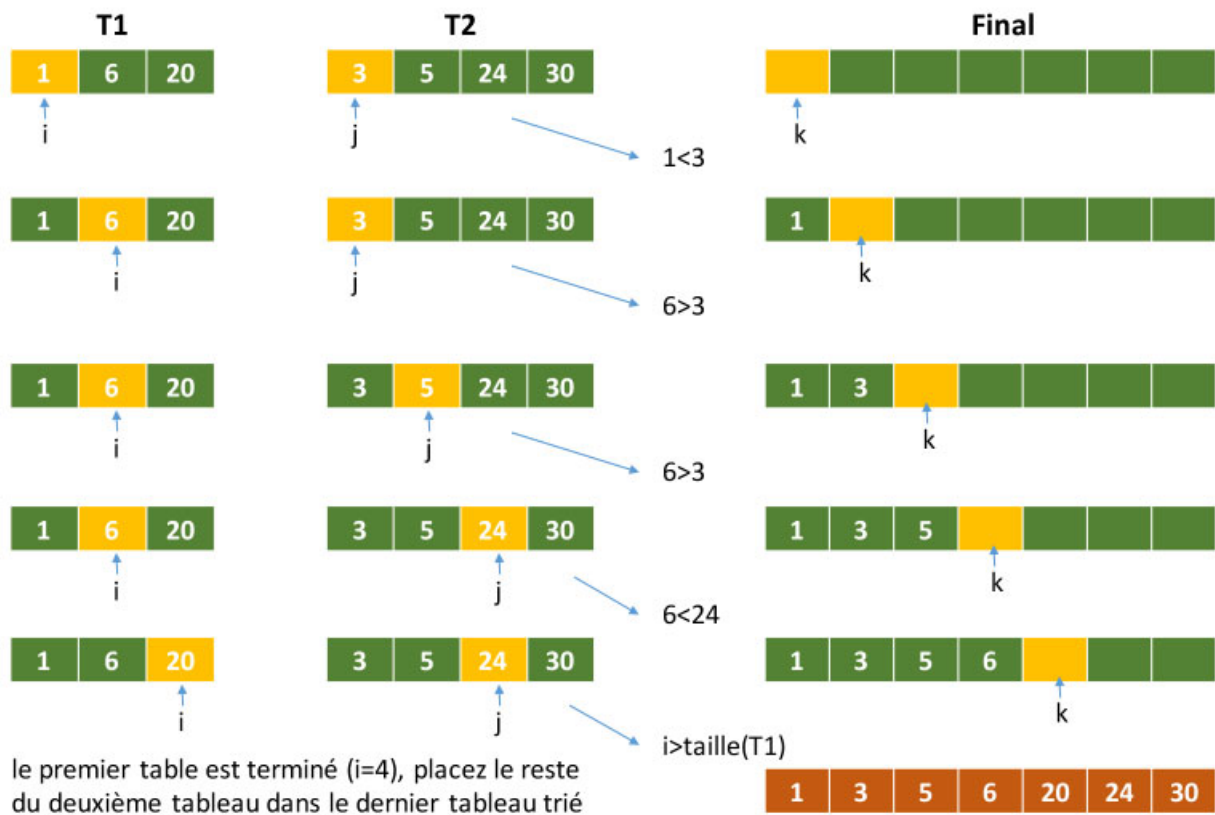 T1 T2 Final
1 6 20 3 5 24 30
i j k
1<3
1 6 20 3 5 24 30 1
i j k
6>3
1 6 20 3 5 24 30 1 3
i j k
6>3
1 6 20 3 5 24 30 1 3 5
i j k
6<24
1 6 20 3 5 24 30 1 3 5 6
i j k
i>taille(T1)
le premier table est terminé (i=4), placez le reste
du deuxième tableau dans le dernier tableau trié
1 3 5 6 20 24 30